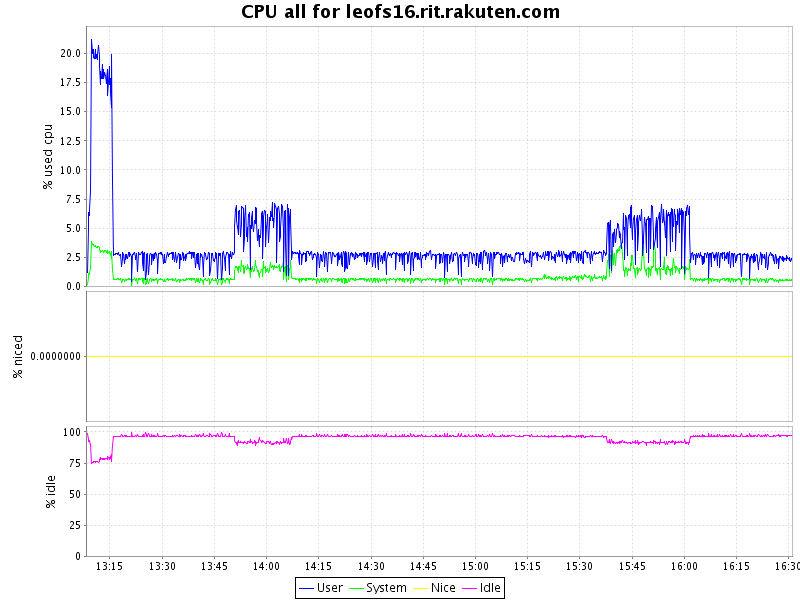 CPU all for leofs16.rit.rakuten.com
% used cpu
20.0
17.5
15.0
12.5
10.0
7.5
5.0
2.5
0.0
% niced
0.0000000
% idle
100
75
50
25
0
13:15 13:30 13:45 14:00 14:15 14:30 14:45 15:00 15:15 15:30 15:45 16:00 16:15 16:30
User System Nice Idle